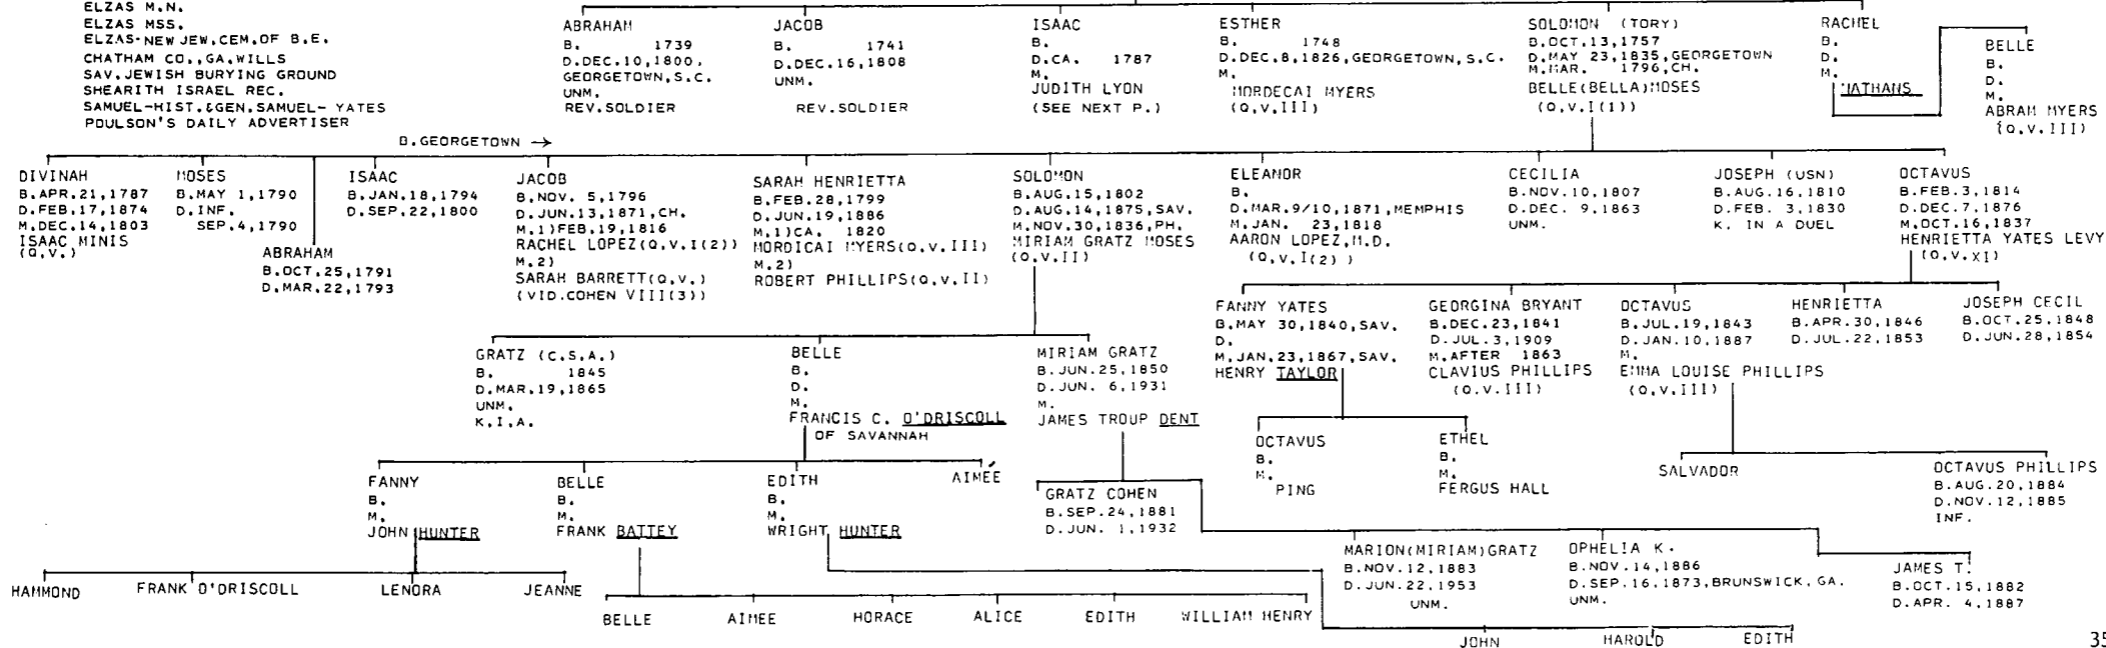 ELZAS M.N.
ELZAS MSS.
ELZAS-NEW JEW.CEM.OF B.E.
CHATHAM CO.,GA.WILLS
SAV.JEWISH BURYING GROUND
SHEARITH ISRAEL REC.
SAMUEL-HIST.&GEN.SAMUEL- YATES
POULSON'S DAILY ADVERTISER
ABRAHAM
B. 1739
D.DEC.10,1800,
GEORGETOWN,S.C.
UNM.
REV.SOLDIER
JACOB
B. 1741
D.DEC.16,1808
UNM.
REV.SOLDIER
ISAAC
B.
D.CA. 1787
M.
JUDITH LYON
(SEE NEXT P.)
ESTHER
B. 1748
D.DEC.8,1826,GEORGETOWN,S.C.
M.
MORDECAI MYERS
(Q.V.III)
SOLOMON (TORY)
B.OCT.13,1757
D.MAY 23,1835,GEORGETOWN
M.MAR. 1796,CH.
BELLE(BELLA)MOSES
(Q.V.I(1))
RACHEL
B.
D.
M.
NATHANS
BELLE
B.
D.
M.
ABRAM MYERS
(Q.V.III)
B.GEORGETOWN →
DIVINAH
B.APR.21,1787
D.FEB.17,1874
M.DEC.14,1803
ISAAC MINIS
(Q.V.)
MOSES
B.MAY 1,1790
D.INF.
SEP.4,1790
ABRAHAM
B.OCT.25,1791
D.MAR.22,1793
ISAAC
B.JAN.18,1794
D.SEP.22,1800
JACOB
B.NOV. 5,1796
D.JUN.13,1871,CH.
M.1)FEB.19,1816
RACHEL LOPEZ(Q.V.I(2))
M.2)
SARAH BARRETT(Q.V.)
(VID.COHEN VIII(3))
SARAH HENRIETTA
B.FEB.28,1799
D.JUN.19,1886
M.1)CA. 1820
MORDICAI MYERS(Q.V.III)
M.2)
ROBERT PHILLIPS(Q.V.II)
SOLOMON
B.AUG.15,1802
D.AUG.14,1875,SAV.
M.NOV.30,1836,PH.
MIRIAM GRATZ MOSES
(Q.V.II)
ELEANOR
B.
D.MAR.9/10,1871,MEMPHIS
M.JAN. 23,1818
AARON LOPEZ,M.D.
(Q.V.I(2) )
CECILIA
B.NOV.10,1807
D.DEC. 9,1863
UNM.
JOSEPH (USN)
B.AUG.16,1810
D.FEB. 3,1830
K. IN A DUEL
OCTAVUS
B.FEB.3,1814
D.DEC.7,1876
M.OCT.16,1837
HENRIETTA YATES LEVY
(Q.V.XI)
GRATZ (C.S.A.)
B. 1845
D.MAR.19,1865
UNM.
K.I.A.
BELLE
B.
D.
M.
FRANCIS C. O'DRISCOLL
OF SAVANNAH
MIRIAM GRATZ
B.JUN.25,1850
D.JUN. 6,1931
M.
JAMES TROUP DENT
FANNY YATES
B.MAY 30,1840,SAV.
D.
M.JAN.23,1867,SAV.
HENRY TAYLOR
GEORGINA BRYANT
B.DEC.23,1841
D.JUL.3,1909
M.AFTER 1863
CLAVIUS PHILLIPS
(Q.V.III)
OCTAVUS
B.JUL.19,1843
D.JAN.10,1887
M.
EMMA LOUISE PHILLIPS
(Q.V.III)
HENRIETTA
B.APR.30,1846
D.JUL.22,1853
JOSEPH CECIL
B.OCT.25,1848
D.JUN.28,1854
FANNY
B.
M.
JOHN HUNTER
BELLE
B.
M.
FRANK BATTEY
EDITH
B.
M.
WRIGHT HUNTER
AIMÉE
GRATZ COHEN
B.SEP.24,1881
D.JUN. 1,1932
OCTAVUS
B.
M.
PING
ETHEL
B.
M.
FERGUS HALL
SALVADOR
OCTAVUS PHILLIPS
B.AUG.20,1884
D.NOV.12,1885
INF.
MARION(MIRIAM)GRATZ
B.NOV.12,1883
D.JUN.22,1953
UNM.
OPHELIA K.
B.NOV.14,1886
D.SEP.16,1873,BRUNSWICK,GA.
UNM.
JAMES T.
B.OCT.15,1882
D.APR. 4,1887
HAMMOND
FRANK O'DRISCOLL
LENORA
JEANNE
BELLE
AIMEE
HORACE
ALICE
EDITH
WILLIAM HENRY
JOHN
HAROLD
EDITH
35